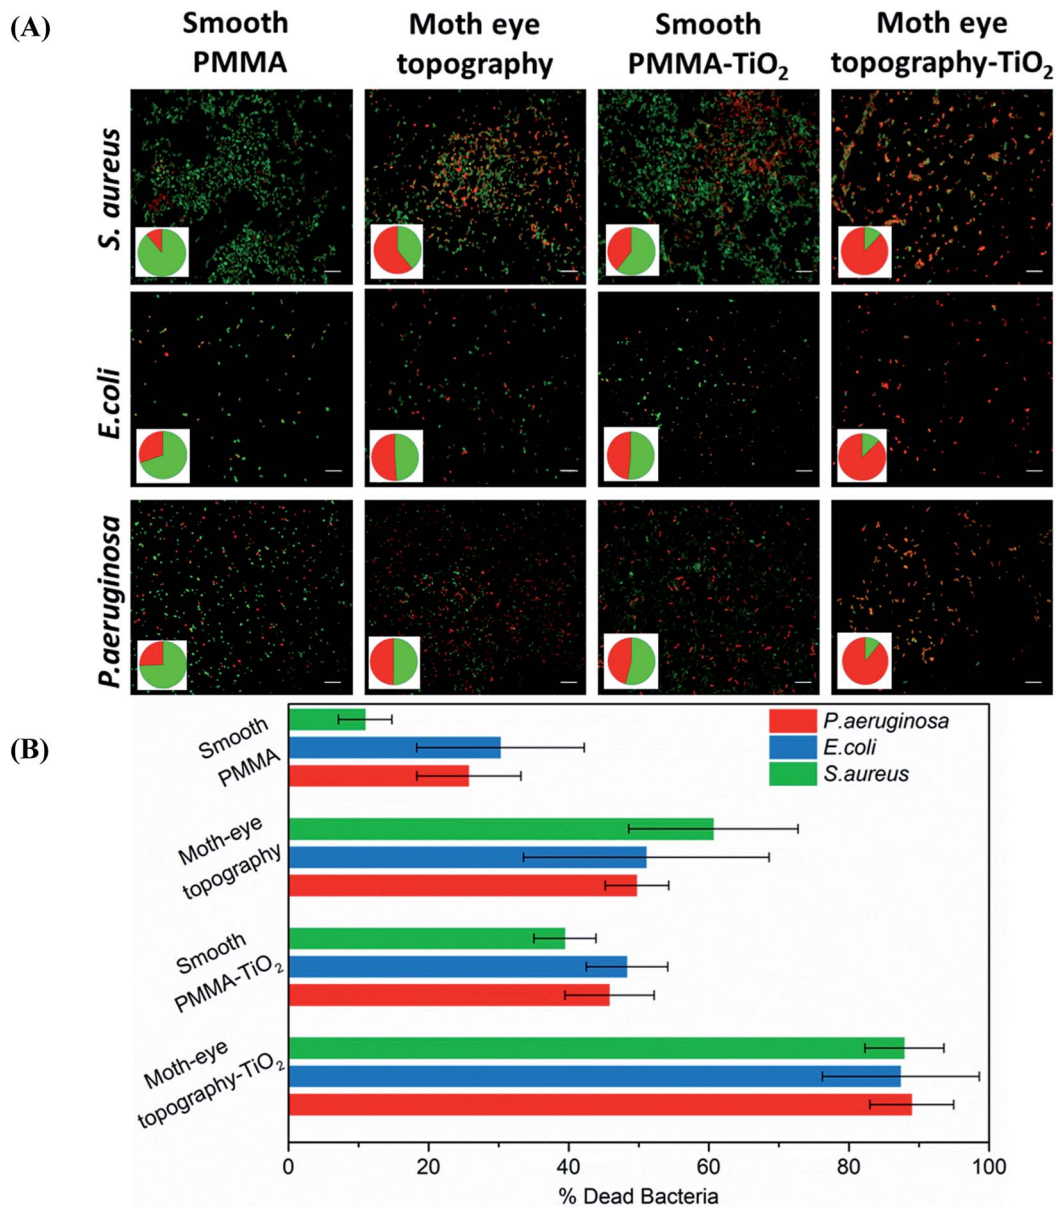 (A)
Smooth
PMMA
Moth eye
topography
Smooth
PMMA-TiO₂
Moth eye
topography-TiO₂
S. aureus
E.coli
P.aeruginosa
(B)
Smooth
PMMA
Moth-eye
topography
Smooth
PMMA-TiO₂
Moth-eye
topography-TiO₂
P.aeruginosa
E.coli
S.aureus
0 20 40 60 80 100
% Dead Bacteria